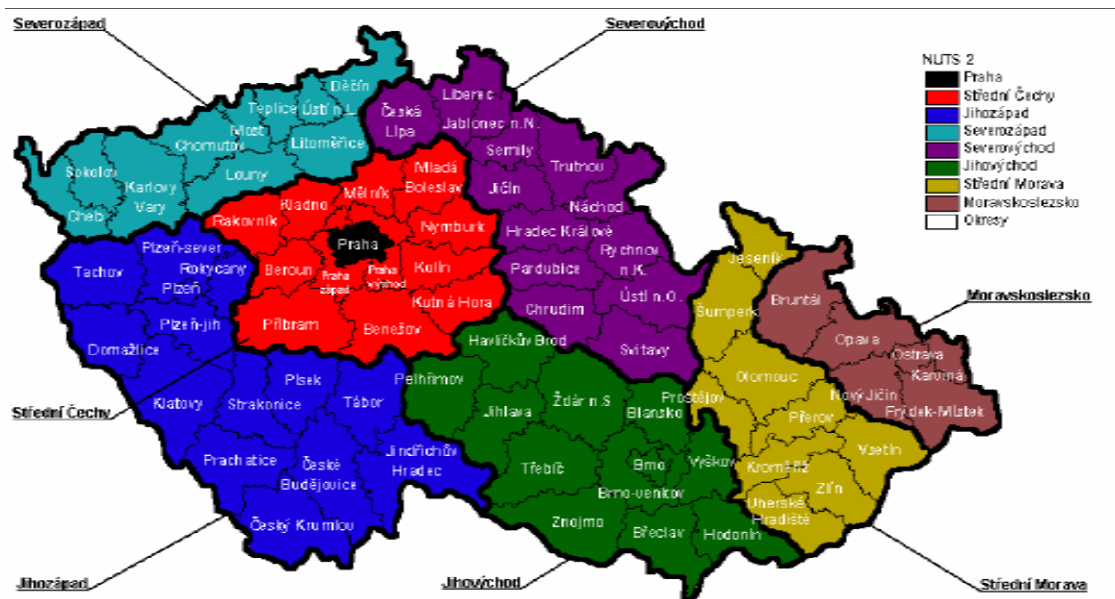 Severozápad
Severovýchod
NUTS 2
Praha
Střední Čechy
Jihozápad
Severozápad
Severovýchod
Jihovýchod
Střední Morava
Moravskoslezsko
Okresy
Děčín
Teplice
Ústí n L.
Most
Chomutov
Litoměřice
Louny
Sokolov
Karlovy
Vary
Cheb
Liberec
Česká
Lípa
Jablonec n.N.
Semily
Trutnov
Jičín
Náchod
Hradec Králové
Rychnov
n.K.
Pardubice
Ústí n.O.
Chrudim
Svitavy
Mladá
Boleslav
Mělník
Kladno
Rakovník
Nymburk
Praha
Beroun
Praha
západ
Praha
východ
Kolín
Kutná Hora
Příbram
Benešov
Plzeň-sever
Tachov
Rokycany
Plzeň
Plzeň-jih
Domažlice
Klatovy
Písek
Strakonice
Tábor
Prachatice
České
Budějovice
Jindřichův
Hradec
Český Krumlov
Havlíčkův Brod
Pelhřimov
Jihlava
Ždár n.S
Blansko
Třebíč
Brno
Vyškov
Brno-venkov
Znojmo
Břeclav
Hodonín
Jeseník
Šumperk
Olomouc
Prostějov
Přerov
Kroměříž
Vsetín
Zlín
Uherské
Hradiště
Bruntál
Opava
Ostrava
Karviná
Nový Jičín
Frýdek-Místek
Moravskoslezsko
Střední Čechy
Jihozápad
Jihovýchod
Střední Morava